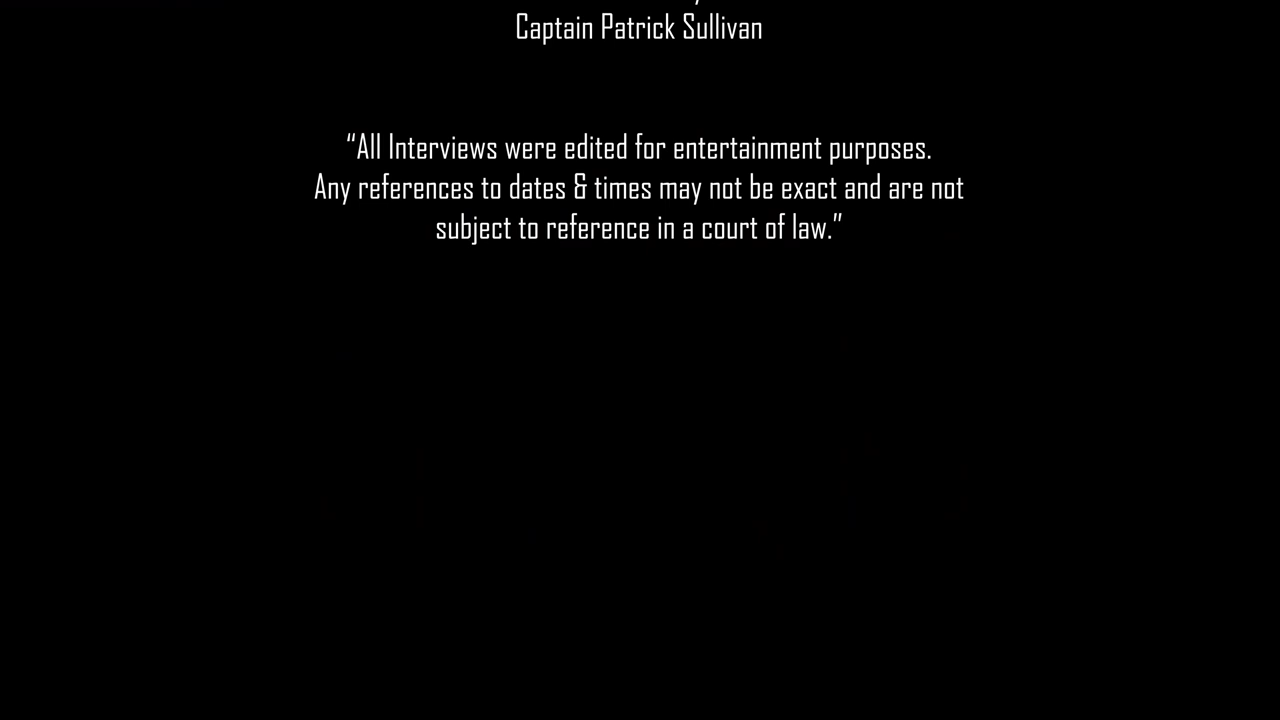 Captain Patrick Sullivan
“All Interviews were edited for entertainment purposes.
Any references to dates & times may not be exact and are not
subject to reference in a court of law.”